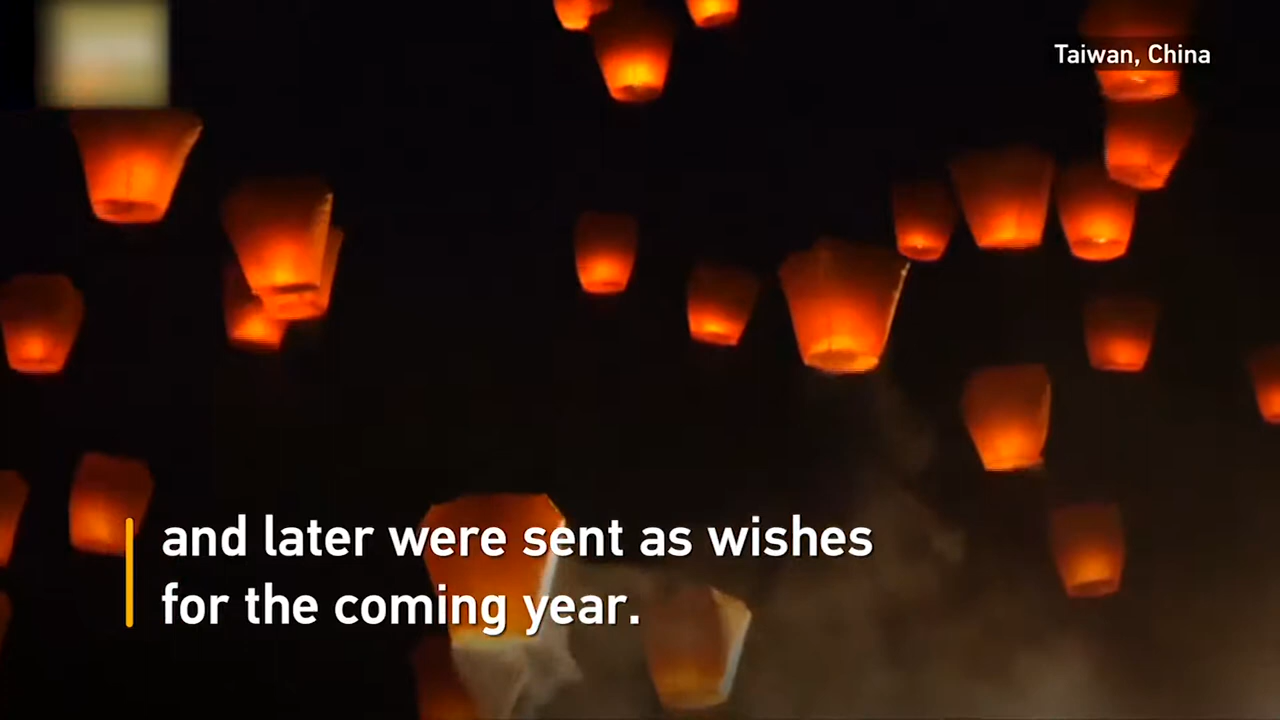 Taiwan, China
and later were sent as wishes
for the coming year.